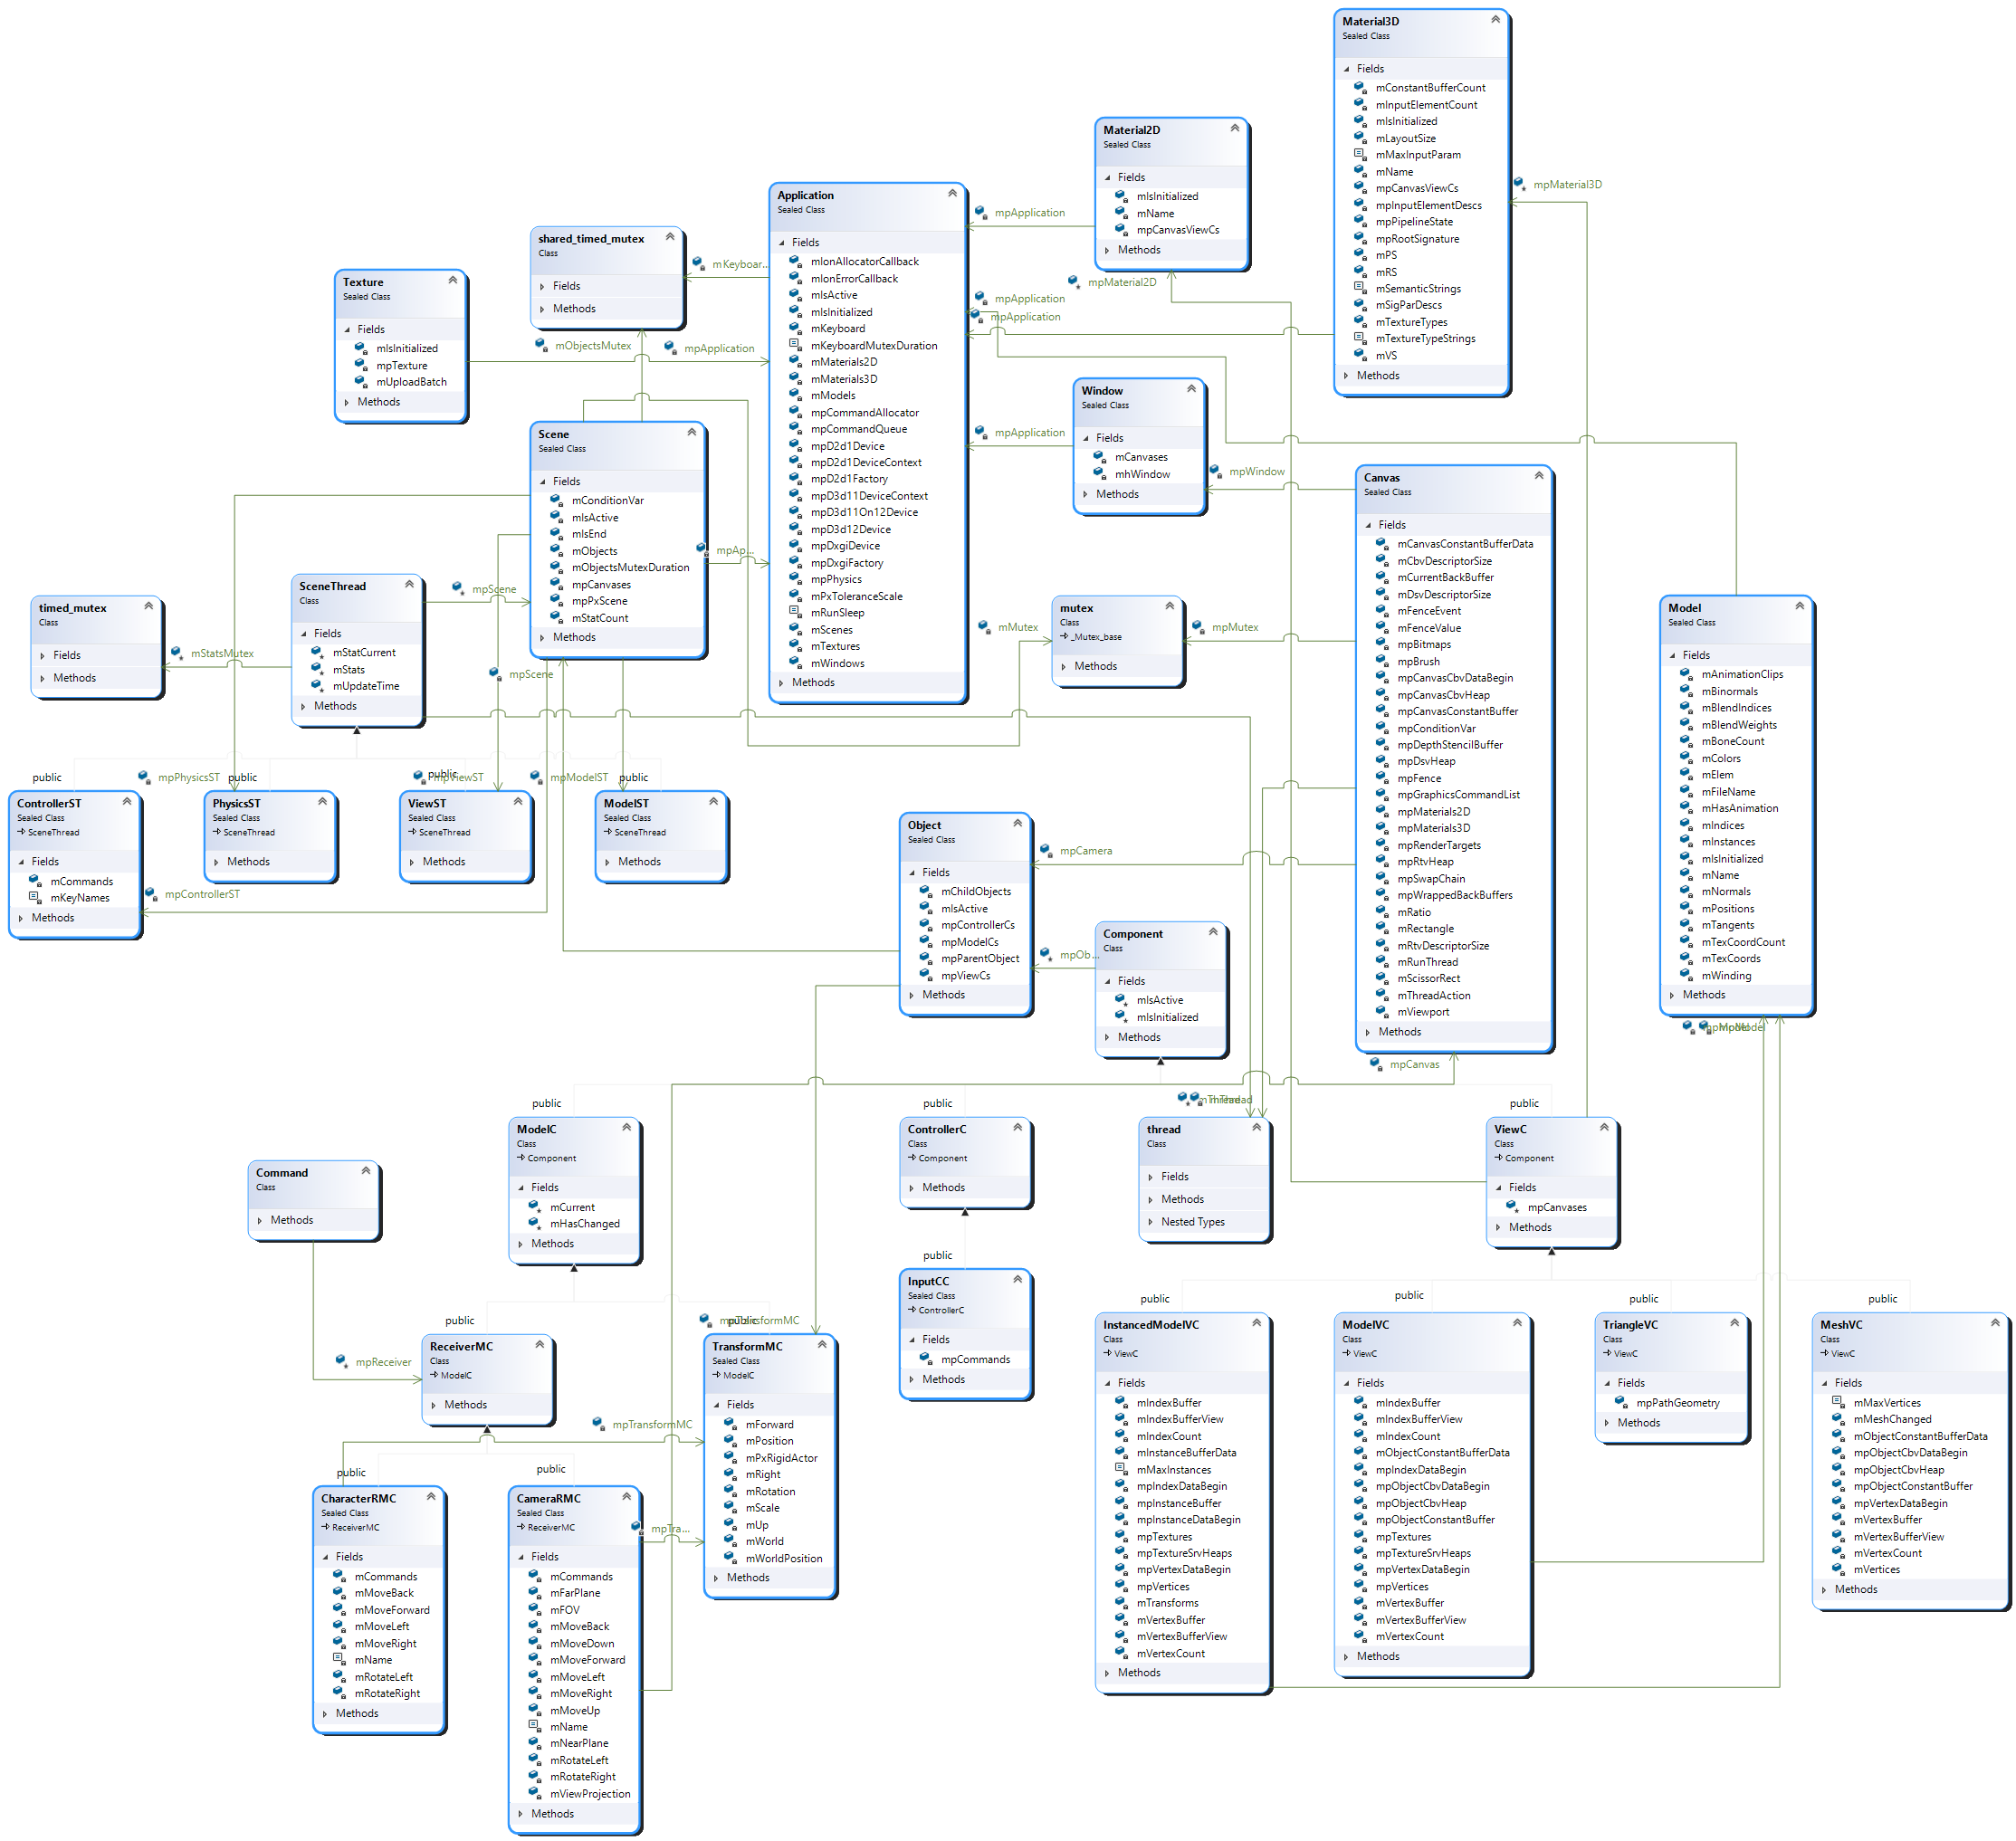 Material3D
Sealed Class
Fields
mConstantBufferCount
mInputElementCount
mIsInitialized
mLayoutSize
mMaxInputParam
mName
mpCanvasViewCs
mpInputElementDescs
mpPipelineState
mpRootSignature
mPS
mRS
mSemanticStrings
mSigParDescs
mTextureTypes
mTextureTypeStrings
mVS
Methods
mpMaterial3D
Material2D
Sealed Class
Fields
mIsInitialized
mName
mpCanvasViewCs
Methods
mpMaterial2D
mpApplication
mpApplication
mpApplication
Application
Sealed Class
Fields
mIonAllocatorCallback
mIonErrorCallback
mIsActive
mIsInitialized
mKeyboard
mKeyboardMutexDuration
mMaterials2D
mMaterials3D
mModels
mpCommandAllocator
mpCommandQueue
mpD2d1Device
mpD2d1DeviceContext
mpD2d1Factory
mpD3d11DeviceContext
mpD3d11On12Device
mpD3d12Device
mpDxgiDevice
mpDxgiFactory
mpPhysics
mPxToleranceScale
mRunSleep
mScenes
mTextures
mWindows
Methods
shared_timed_mutex
Class
Fields
Methods
mKeyboar...
mObjectsMutex
mpApplication
Texture
Sealed Class
Fields
mIsInitialized
mpTexture
mUploadBatch
Methods
Window
Sealed Class
Fields
mCanvases
mhWindow
Methods
mpApplication
mpWindow
Scene
Sealed Class
Fields
mConditionVar
mIsActive
mIsEnd
mObjects
mObjectsMutexDuration
mpCanvases
mpPxScene
mStatCount
Methods
mpAp...
mpScene
mpScene
SceneThread
Class
Fields
mStatCurrent
mStats
mUpdateTime
Methods
timed_mutex
Class
Fields
Methods
mStatsMutex
mutex
Class
_Mutex_base
Methods
mMutex
mpMutex
Canvas
Sealed Class
Fields
mCanvasConstantBufferData
mCbvDescriptorSize
mCurrentBackBuffer
mDsvDescriptorSize
mFenceEvent
mFenceValue
mpBitmaps
mpBrush
mpCanvasCbvDataBegin
mpCanvasCbvHeap
mpCanvasConstantBuffer
mpConditionVar
mpDepthStencilBuffer
mpDsvHeap
mpFence
mpGraphicsCommandList
mpMaterials2D
mpMaterials3D
mpRenderTargets
mpRtvHeap
mpSwapChain
mpWrappedBackBuffers
mRatio
mRectangle
mRtvDescriptorSize
mRunThread
mScissorRect
mThreadAction
mViewport
Methods
mpCanvas
Model
Sealed Class
Fields
mAnimationClips
mBinormals
mBlendIndices
mBlendWeights
mBoneCount
mColors
mElem
mFileName
mHasAnimation
mIndices
mInstances
mIsInitialized
mName
mNormals
mPositions
mTangents
mTexCoordCount
mTexCoords
mWinding
Methods
mpModel
public
mpPhysicsST
public
public
mpViewST
mpModelST
public
ControllerST
Sealed Class
SceneThread
Fields
mCommands
mKeyNames
Methods
mpControllerST
PhysicsST
Sealed Class
SceneThread
Methods
ViewST
Sealed Class
SceneThread
Methods
ModelST
Sealed Class
SceneThread
Methods
Object
Sealed Class
Fields
mChildObjects
mIsActive
mpControllerCs
mpModelCs
mpParentObject
mpViewCs
Methods
mpCamera
mpOb...
Component
Class
Fields
mIsActive
mIsInitialized
Methods
public
public
public
mThread
ModelC
Class
Component
Fields
mCurrent
mHasChanged
Methods
ControllerC
Class
Component
Methods
thread
Class
Fields
Methods
Nested Types
ViewC
Class
Component
Fields
mpCanvases
Methods
Command
Class
Methods
mpReceiver
public
InputCC
Sealed Class
ControllerC
Fields
mpCommands
Methods
public
mpTransformMC
public
ReceiverMC
Class
ModelC
Methods
TransformMC
Sealed Class
ModelC
Fields
mForward
mPosition
mPxRigidActor
mRight
mRotation
mScale
mUp
mWorld
mWorldPosition
Methods
mpTransformMC
mpTra...
public
public
CharacterRMC
Sealed Class
ReceiverMC
Fields
mCommands
mMoveBack
mMoveForward
mMoveLeft
mMoveRight
mName
mRotateLeft
mRotateRight
Methods
CameraRMC
Sealed Class
ReceiverMC
Fields
mCommands
mFarPlane
mFOV
mMoveBack
mMoveDown
mMoveForward
mMoveLeft
mMoveRight
mMoveUp
mName
mNearPlane
mRotateLeft
mRotateRight
mViewProjection
Methods
public
public
public
public
InstancedModelVC
Class
ViewC
Fields
mIndexBuffer
mIndexBufferView
mIndexCount
mInstanceBufferData
mMaxInstances
mpIndexDataBegin
mpInstanceBuffer
mpInstanceDataBegin
mpTextures
mpTextureSrvHeaps
mpVertexDataBegin
mpVertices
mTransforms
mVertexBuffer
mVertexBufferView
mVertexCount
Methods
ModelVC
Class
ViewC
Fields
mIndexBuffer
mIndexBufferView
mIndexCount
mObjectConstantBufferData
mpIndexDataBegin
mpObjectCbvDataBegin
mpObjectCbvHeap
mpObjectConstantBuffer
mpTextures
mpTextureSrvHeaps
mpVertexDataBegin
mpVertices
mVertexBuffer
mVertexBufferView
mVertexCount
Methods
TriangleVC
Class
ViewC
Fields
mpPathGeometry
Methods
MeshVC
Class
ViewC
Fields
mMaxVertices
mMeshChanged
mObjectConstantBufferData
mpObjectCbvDataBegin
mpObjectCbvHeap
mpObjectConstantBuffer
mpVertexDataBegin
mVertexBuffer
mVertexBufferView
mVertexCount
mVertices
Methods